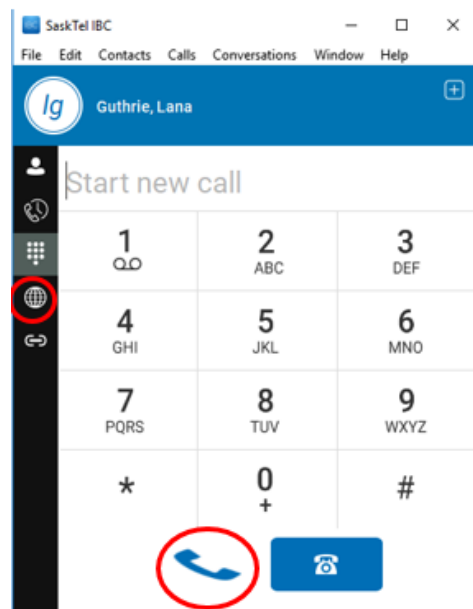 SaskTel IBC
File Edit Contacts Calls Conversations Window Help
lg Guthrie, Lana
Start new call
1 2 3
ABC DEF
4 5 6
GHI JKL MNO
7 8 9
PQRS TUV WXYZ
* 0 #
+